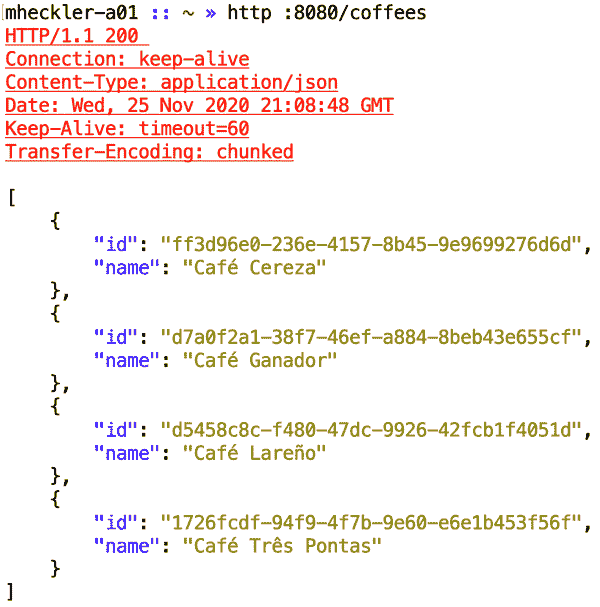 mheckler-a01 :: ~ » http :8080/coffees
HTTP/1.1 200
Connection: keep-alive
Content-Type: application/json
Date: Wed, 25 Nov 2020 21:08:48 GMT
Keep-Alive: timeout=60
Transfer-Encoding: chunked
[
    {
        "id": "ff3d96e0-236e-4157-8b45-9e9699276d6d",
        "name": "Café Cereza"
    },
    {
        "id": "d7a0f2a1-38f7-46ef-a884-8beb43e655cf",
        "name": "Café Ganador"
    },
    {
        "id": "d5458c8c-f480-47dc-9926-42fcb1f4051d",
        "name": "Café Lareño"
    },
    {
        "id": "1726fcdf-94f9-4f7b-9e60-e6e1b453f56f",
        "name": "Café Três Pontas"
    }
]